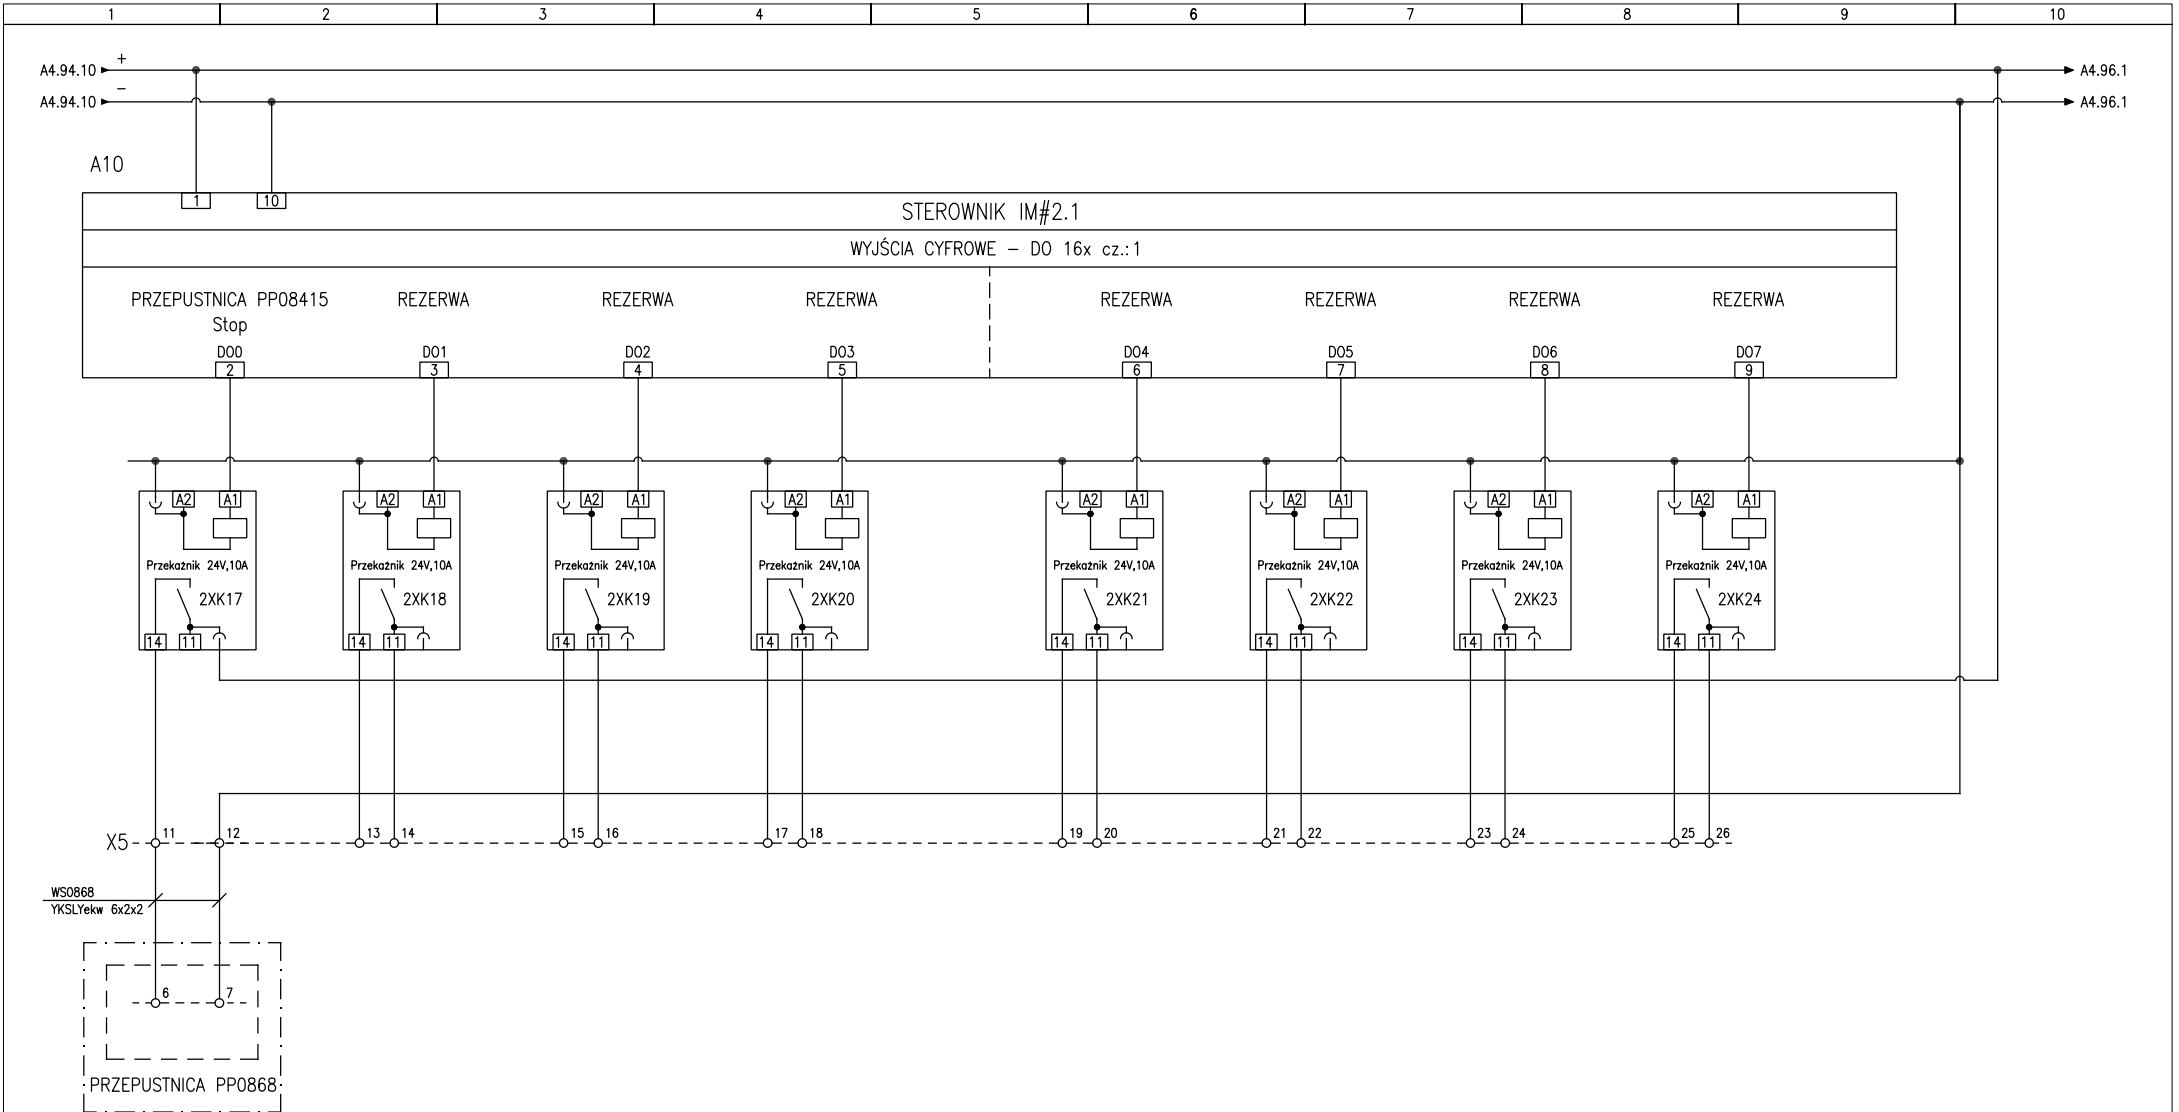 1 2 3 4 5 6 7 8 9 10
A4.94.10 + A4.96.1
A4.94.10 − A4.96.1
A10
1 10
STEROWNIK IM#2.1
WYJŚCIA CYFROWE – DO 16x cz.:1
PRZEPUSTNICA PP08415 REZERWA REZERWA REZERWA REZERWA REZERWA REZERWA REZERWA
Stop
DO0 DO1 DO2 DO3 DO4 DO5 DO6 DO7
2 3 4 5 6 7 8 9
A2 A1 A2 A1 A2 A1 A2 A1 A2 A1 A2 A1 A2 A1 A2 A1
Przekaźnik 24V,10A Przekaźnik 24V,10A Przekaźnik 24V,10A Przekaźnik 24V,10A Przekaźnik 24V,10A Przekaźnik 24V,10A Przekaźnik 24V,10A Przekaźnik 24V,10A
2XK17 2XK18 2XK19 2XK20 2XK21 2XK22 2XK23 2XK24
14 11 14 11 14 11 14 11 14 11 14 11 14 11 14 11
X5 11 12 13 14 15 16 17 18 19 20 21 22 23 24 25 26
WS0868
YKSLYekw 6x2x2
6 7
PRZEPUSTNICA PP0868